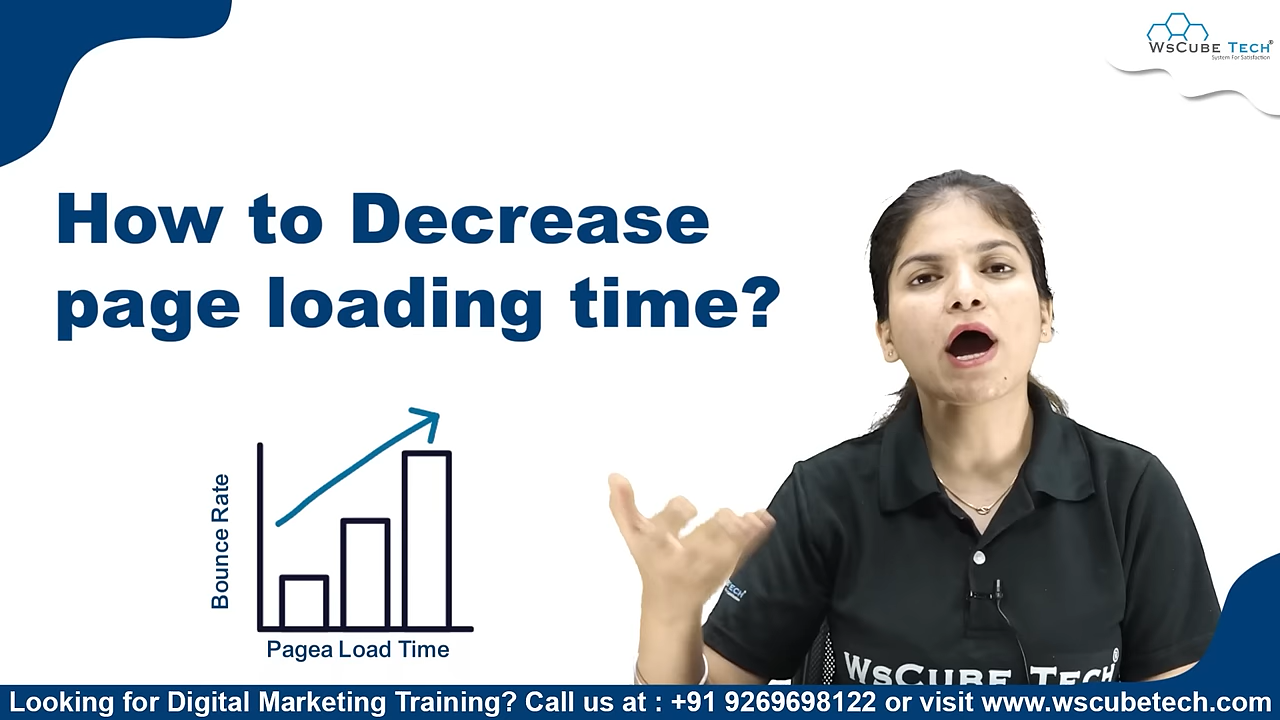 WsCube Tech®
System For Satisfaction
How to Decrease
page loading time?
Bounce Rate
Pagea Load Time
WsCube Tech®
Looking for Digital Marketing Training? Call us at : +91 9269698122 or visit www.wscubetech.com